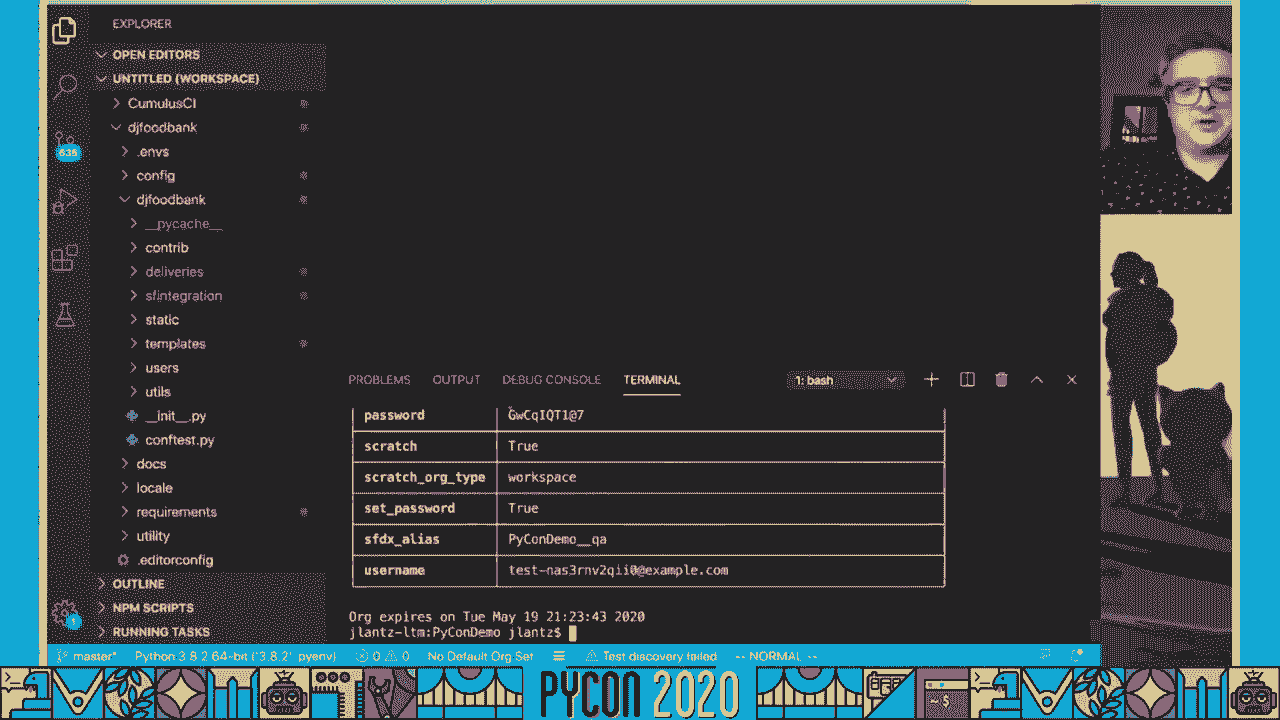 EXPLORER
OPEN EDITORS
UNTITLED (WORKSPACE)
CumulusCI
djfoodbank
.envs
config
djfoodbank
__pycache__
contrib
deliveries
sfintegration
static
templates
users
utils
__init__.py
conftest.py
docs
locale
requirements
utility
.editorconfig
OUTLINE
NPM SCRIPTS
RUNNING TASKS
635
1
PROBLEMS OUTPUT DEBUG CONSOLE TERMINAL 1: bash
password GwCqIQT1@7
scratch True
scratch_org_type workspace
set_password True
sfdx_alias PyConDemo__qa
username test-nas3rnv2qii0@example.com
Org expires on Tue May 19 21:23:43 2020
jlantz-ltm:PyConDemo jlantz$
master* Python 3.8.2 64-bit ('3.8.2' pyenv) 0 0 No Default Org Set Test discovery failed -- NORMAL --
PYCON 2020